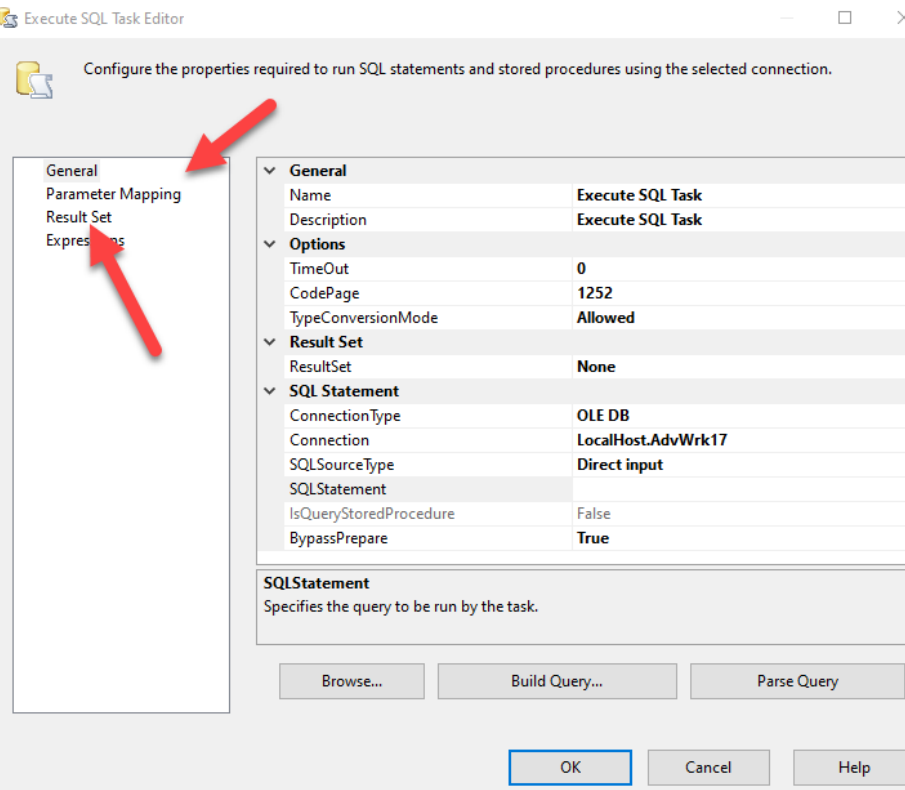 Execute SQL Task Editor
Configure the properties required to run SQL statements and stored procedures using the selected connection.
General
Parameter Mapping
Result Set
Expressions
General
Name Execute SQL Task
Description Execute SQL Task
Options
TimeOut 0
CodePage 1252
TypeConversionMode Allowed
Result Set
ResultSet None
SQL Statement
ConnectionType OLE DB
Connection LocalHost.AdvWrk17
SQLSourceType Direct input
SQLStatement
IsQueryStoredProcedure False
BypassPrepare True
SQLStatement
Specifies the query to be run by the task.
Browse... Build Query... Parse Query
OK Cancel Help